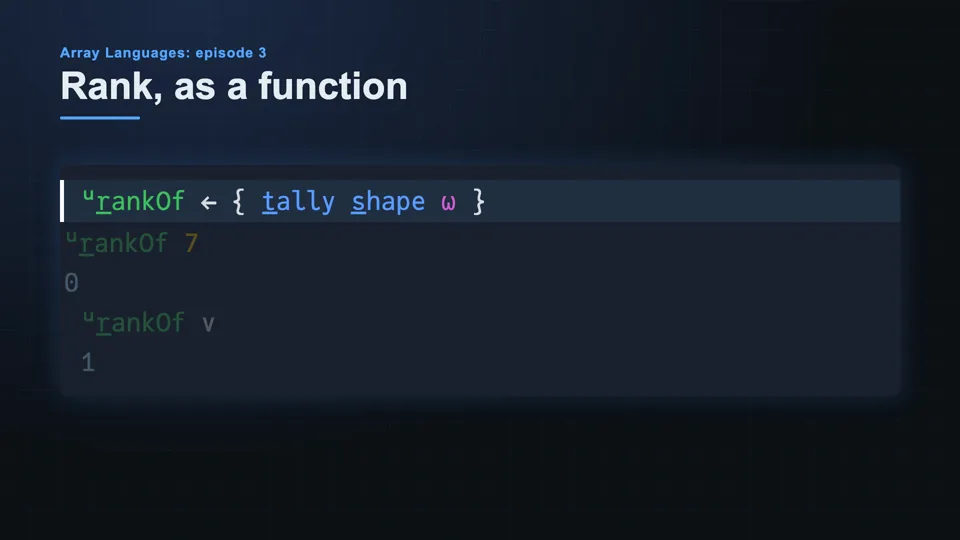 Array Languages: episode 3
Rank, as a function
ᵘrankOf ← { tally shape ω }
ᵘrankOf 7
0
ᵘrankOf v
1